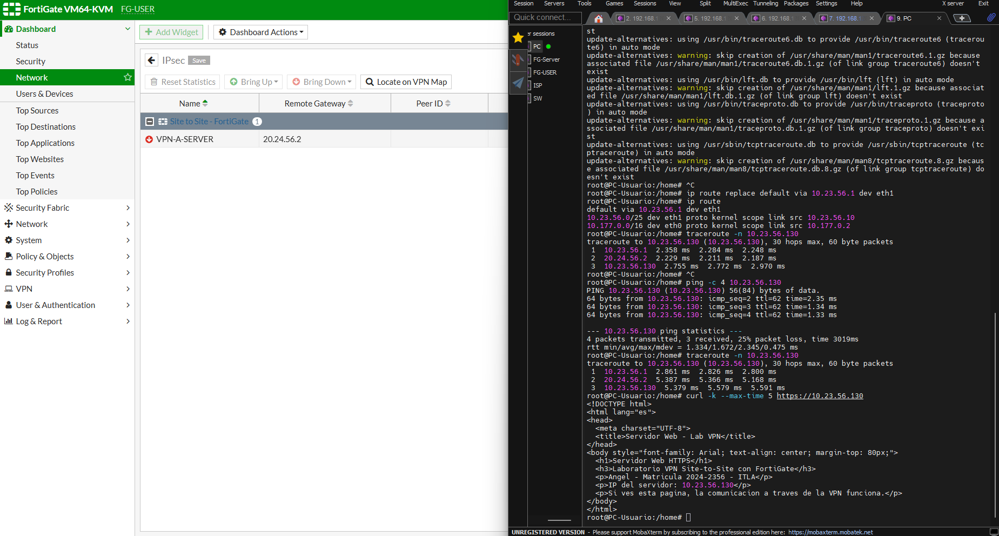 FortiGate VM64-KVM FG-USER
Dashboard
Status
Security
Network
Users & Devices
Top Sources
Top Destinations
Top Applications
Top Websites
Top Events
Top Policies
Security Fabric
Network
System
Policy & Objects
Security Profiles
VPN
User & Authentication
Log & Report
Add Widget Dashboard Actions
IPsec Save
Reset Statistics Bring Up Bring Down Locate on VPN Map
Name Remote Gateway Peer ID
Site to Site - FortiGate 1
VPN-A-SERVER 20.24.56.2
Session Servers Tools Games Sessions View Split MultiExec Tunneling Packages Settings Help X server Exit
Quick connect... 2. 192.168.1 5. 192.168.1 6. 192.168.1 7. 192.168.1 9. PC
er sessions
PC
FG-Server
FG-USER
ISP
SW
st
update-alternatives: using /usr/bin/traceroute6.db to provide /usr/bin/traceroute6 (tracerou
te6) in auto mode
update-alternatives: warning: skip creation of /usr/share/man/man1/traceroute6.1.gz because
associated file /usr/share/man/man1/traceroute6.db.1.gz (of link group traceroute6) doesn't
exist
update-alternatives: using /usr/bin/lft.db to provide /usr/bin/lft (lft) in auto mode
update-alternatives: warning: skip creation of /usr/share/man/man1/lft.1.gz because associat
ed file /usr/share/man/man1/lft.db.1.gz (of link group lft) doesn't exist
update-alternatives: using /usr/bin/traceproto.db to provide /usr/bin/traceproto (traceproto
) in auto mode
update-alternatives: warning: skip creation of /usr/share/man/man1/traceproto.1.gz because a
ssociated file /usr/share/man/man1/traceproto.db.1.gz (of link group traceproto) doesn't exi
st
update-alternatives: using /usr/sbin/tcptraceroute.db to provide /usr/sbin/tcptraceroute (tc
ptraceroute) in auto mode
update-alternatives: warning: skip creation of /usr/share/man/man8/tcptraceroute.8.gz becaus
e associated file /usr/share/man/man8/tcptraceroute.db.8.gz (of link group tcptraceroute) do
esn't exist
root@PC-Usuario:/home# ^C
root@PC-Usuario:/home# ip route replace default via 10.23.56.1 dev eth1
root@PC-Usuario:/home# ip route
default via 10.23.56.1 dev eth1
10.23.56.0/25 dev eth1 proto kernel scope link src 10.23.56.10
10.177.0.0/16 dev eth0 proto kernel scope link src 10.177.0.2
root@PC-Usuario:/home# traceroute -n 10.23.56.130
traceroute to 10.23.56.130 (10.23.56.130), 30 hops max, 60 byte packets
1 10.23.56.1 2.358 ms 2.284 ms 2.248 ms
2 20.24.56.2 2.229 ms 2.211 ms 2.187 ms
3 10.23.56.130 2.755 ms 2.772 ms 2.970 ms
root@PC-Usuario:/home# ^C
root@PC-Usuario:/home# ping -c 4 10.23.56.130
PING 10.23.56.130 (10.23.56.130) 56(84) bytes of data.
64 bytes from 10.23.56.130: icmp_seq=2 ttl=62 time=2.35 ms
64 bytes from 10.23.56.130: icmp_seq=3 ttl=62 time=1.34 ms
64 bytes from 10.23.56.130: icmp_seq=4 ttl=62 time=1.33 ms
--- 10.23.56.130 ping statistics ---
4 packets transmitted, 3 received, 25% packet loss, time 3019ms
rtt min/avg/max/mdev = 1.334/1.672/2.345/0.475 ms
root@PC-Usuario:/home# traceroute -n 10.23.56.130
traceroute to 10.23.56.130 (10.23.56.130), 30 hops max, 60 byte packets
1 10.23.56.1 2.861 ms 2.826 ms 2.800 ms
2 20.24.56.2 5.387 ms 5.366 ms 5.168 ms
3 10.23.56.130 5.379 ms 5.579 ms 5.591 ms
root@PC-Usuario:/home# curl -k --max-time 5 https://10.23.56.130
<!DOCTYPE html>
<html lang="es">
<head>
<meta charset="UTF-8">
<title>Servidor Web - Lab VPN</title>
</head>
<body style="font-family: Arial; text-align: center; margin-top: 80px;">
<h1>Servidor Web HTTPS</h1>
<h3>Laboratorio VPN Site-to-Site con FortiGate</h3>
<p>Angel - Matricula 2024-2356 - ITLA</p>
<p>IP del servidor: 10.23.56.130</p>
<p>Si ves esta pagina, la comunicacion a traves de la VPN funciona.</p>
</body>
</html>
root@PC-Usuario:/home#
UNREGISTERED VERSION - Please support MobaXterm by subscribing to the professional edition here: https://mobaxterm.mobatek.net